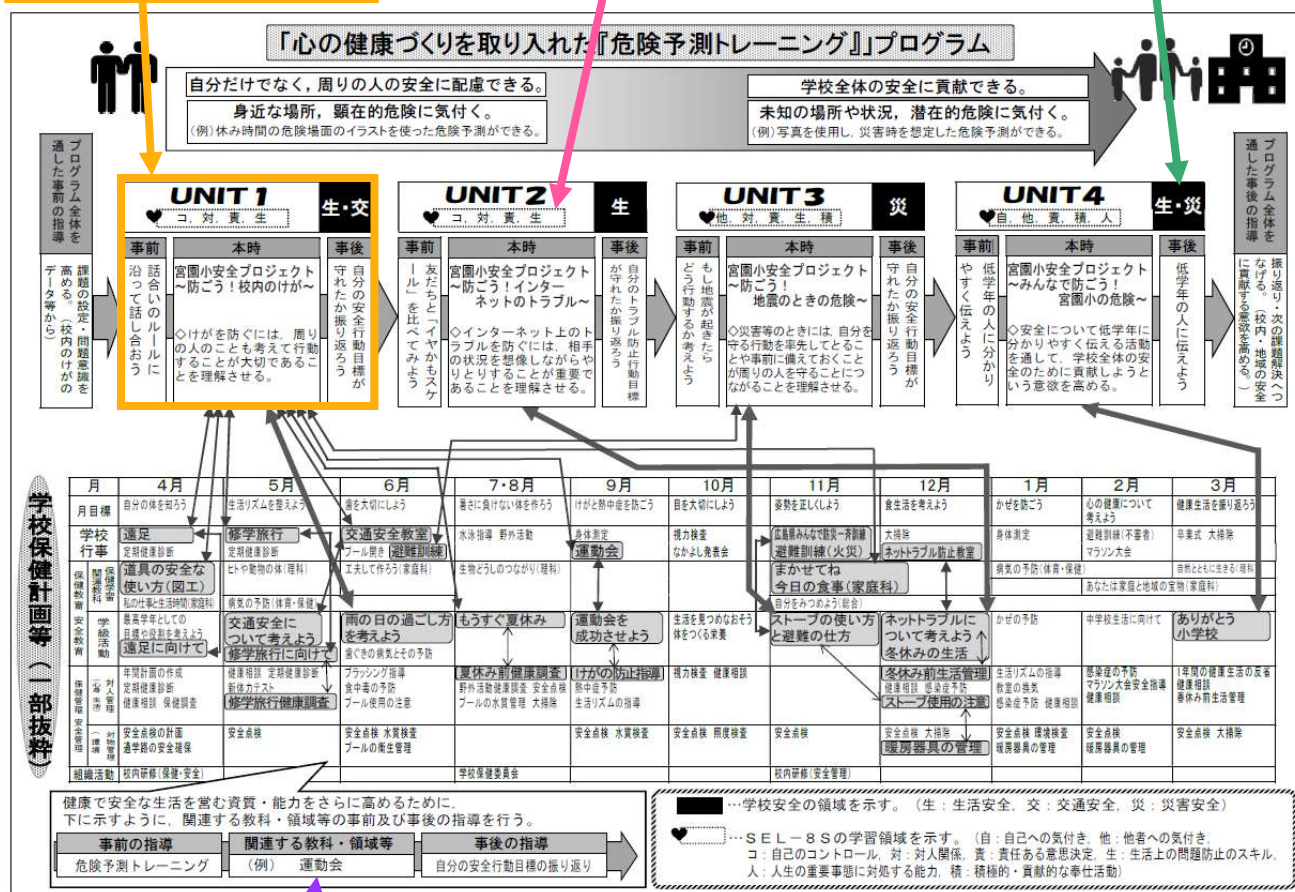 「心の健康づくりを取り入れた『危険予測トレーニング』」プログラム
自分だけでなく，周りの人の安全に配慮できる。
身近な場所，顕在的危険に気付く。
(例)休み時間の危険場面のイラストを使った危険予測ができる。
学校全体の安全に貢献できる。
未知の場所や状況，潜在的危険に気付く。
(例)写真を使用し，災害時を想定した危険予測ができる。
プログラム全体を
通した事前の指導
課題の設定・問題意識を
高める。（校内のけがの
データ等から）
UNIT1
コ，対，責，生
生・交
事前
本時
事後
話合いのルールに
沿って話し合おう
宮園小安全プロジェクト
～防ごう！校内のけが～
◇けがを防ぐには，周り
の人のことも考えて行動
することが大切であるこ
とを理解させる。
自分の安全行動目標が
守れたか振り返ろう
UNIT2
コ，対，責，生
生
事前
本時
事後
友だちと「イヤかもスケ
ール」を比べてみよう
宮園小安全プロジェクト
～防ごう！インター
ネットのトラブル～
◇インターネット上のト
ラブルを防ぐには，相手
の状況を想像しながらや
りとりすることが重要で
あることを理解させる。
自分のトラブル防止行動目標
が守れたか振り返ろう
UNIT3
他，対，責，生，積
災
事前
本時
事後
もし地震が起きたら
どう行動するか考えよう
宮園小安全プロジェクト
～防ごう！
地震のときの危険～
◇災害等のときには，自分を
守る行動を率先してとるこ
とや事前に備えておくこと
が周りの人を守ることにつ
ながることを理解させる。
自分の安全行動目標が
守れたか振り返ろう
UNIT4
自，他，責，積，人
生・災
事前
本時
事後
低学年の人に分かり
やすく伝えよう
宮園小安全プロジェクト
～みんなで防ごう！
宮園小の危険～
◇安全について低学年に
分かりやすく伝える活動
を通して，学校全体の安
全のために貢献しようと
いう意欲を高める。
低学年の人に伝えよう
プログラム全体を
通した事後の指導
振り返り・次の課題解決へつ
なげる。（校内・地域の安全
に貢献する意欲を高める。）
学校保健計画等（一部抜粋）
月 4月 5月 6月 7・8月 9月 10月 11月 12月 1月 2月 3月
月目標 自分の体を知ろう 生活リズムを整えよう 歯を大切にしよう 暑さに負けない体を作ろう けがと熱中症を防ごう 目を大切にしよう 姿勢を正しくしよう 食生活を考えよう かぜを防ごう 心の健康について 健康生活を振り返ろう
考えよう
学校 遠足 修学旅行 交通安全教室 水泳指導 野外活動 身体測定 視力検査 広島県みんなで防災一斉訓練 大掃除 身体測定 避難訓練(不審者) 卒業式 大掃除
行事 定期健康診断 定期健康診断 プール開き 避難訓練 運動会 なかよし発表会 避難訓練(火災) ネットトラブル防止教室 マラソン大会
保健教育
関連教科
保健学習
道具の安全な ヒトや動物の体(理科) 工夫して作ろう(家庭科) 生物どうしのつながり(理科) まかせてね 病気の予防(体育・保健) 自然とともに生きる(理科)
使い方(図工) 今日の食事(家庭科) あなたは家庭と地域の宝物(家庭科)
私の仕事と生活時間(家庭科) 病気の予防(体育・保健) 自分をみつめよう(総合)
安全教育
学級活動
最高学年としての 交通安全に 雨の日の過ごし方 もうすぐ夏休み 運動会を 生活を見つめなおそう ストーブの使い方 ネットトラブルに かぜの予防 中学校生活に向けて ありがとう
目標や役割を考えよう ついて考えよう を考えよう 成功させよう 体をつくる栄養 と避難の仕方 ついて考えよう 小学校
遠足に向けて 修学旅行に向けて 歯ぐきの病気とその予防 冬休みの生活
保健管理
対人管理
年間計画の作成 健康相談 定期健康診断 ブラッシング指導 夏休み前健康調査 けがの防止指導 視力検査 健康相談 冬休み前生活管理 生活リズムの指導 感染症の予防 1年間の健康生活の反省
定期健康診断 新体力テスト 食中毒の予防 野外活動健康調査 安全点検 熱中症予防 健康相談 感染症予防 教室の換気 マラソン大会安全指導 健康相談
健康相談 保健調査 修学旅行健康調査 プール使用の注意 プールの水質管理 大掃除 生活リズムの指導 ストーブ使用の注意 感染症予防 健康相談 健康相談 春休み前生活管理
安全管理
対物管理
環境
安全点検の計画 安全点検 安全点検 水質検査 安全点検 水質検査 安全点検 照度検査 安全点検 安全点検 大掃除 安全点検 環境検査 安全点検 安全点検 大掃除
通学路の安全確保 プールの衛生管理 暖房器具の管理 暖房器具の管理 暖房器具の管理
組織活動 校内研修(保健・安全) 学校保健委員会 校内研修(安全管理)
健康で安全な生活を営む資質・能力をさらに高めるために，
下に示すように，関連する教科・領域等の事前及び事後の指導を行う。
事前の指導 関連する教科・領域等 事後の指導
危険予測トレーニング (例) 運動会 自分の安全行動目標の振り返り
…学校安全の領域を示す。（生：生活安全，交：交通安全，災：災害安全）
…SEL－8Sの学習領域を示す。（自：自己への気付き，他：他者への気付き，
コ：自己のコントロール，対：対人関係，責：責任ある意思決定，生：生活上の問題防止のスキル，
人：人生の重要事態に対処する能力，積：積極的・貢献的な奉仕活動）